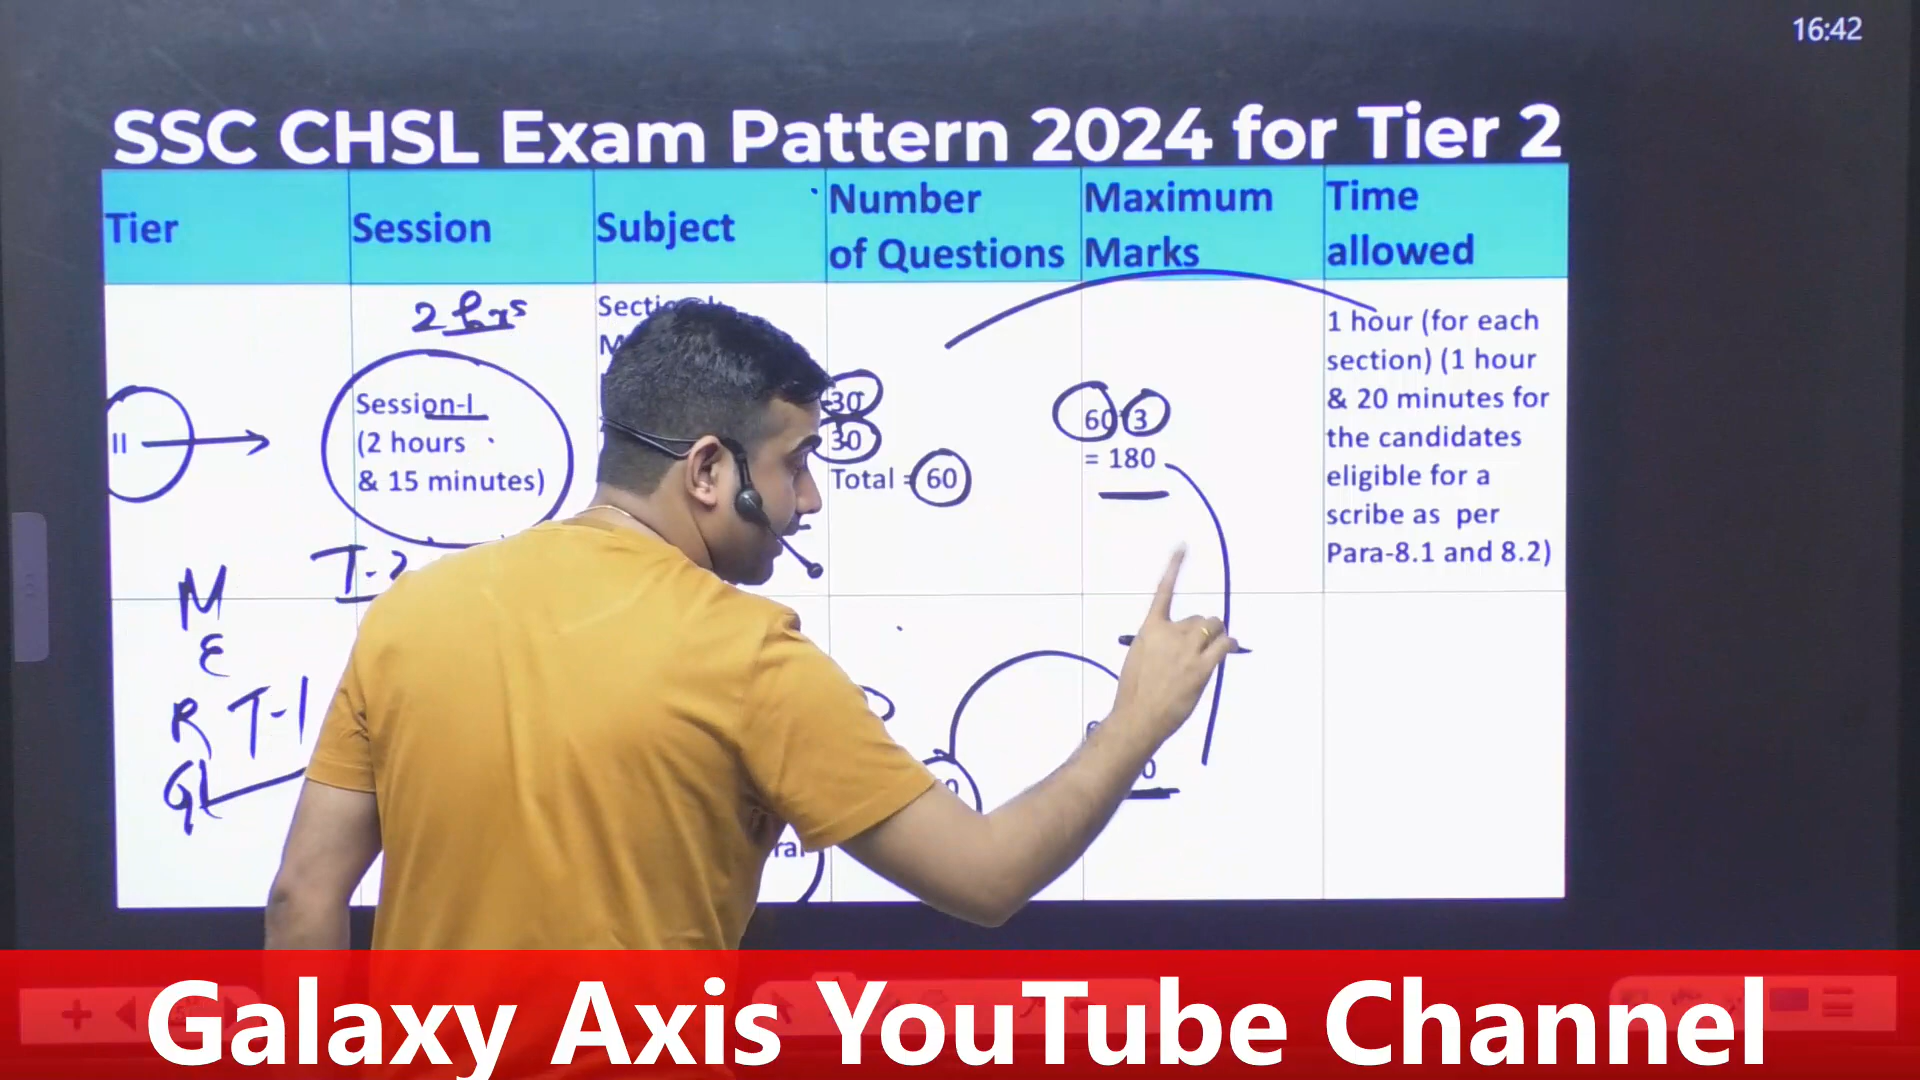 16:42
SSC CHSL Exam Pattern 2024 for Tier 2
Tier
Session
Subject
Number
of Questions
Maximum
Marks
Time
allowed
II
2 hrs
Session-I
(2 hours
& 15 minutes)
30
30
Total = 60
60*3
= 180
1 hour (for each
section) (1 hour
& 20 minutes for
the candidates
eligible for a
scribe as per
Para-8.1 and 8.2)
T-2
M
E
R
T-1
Galaxy Axis YouTube Channel